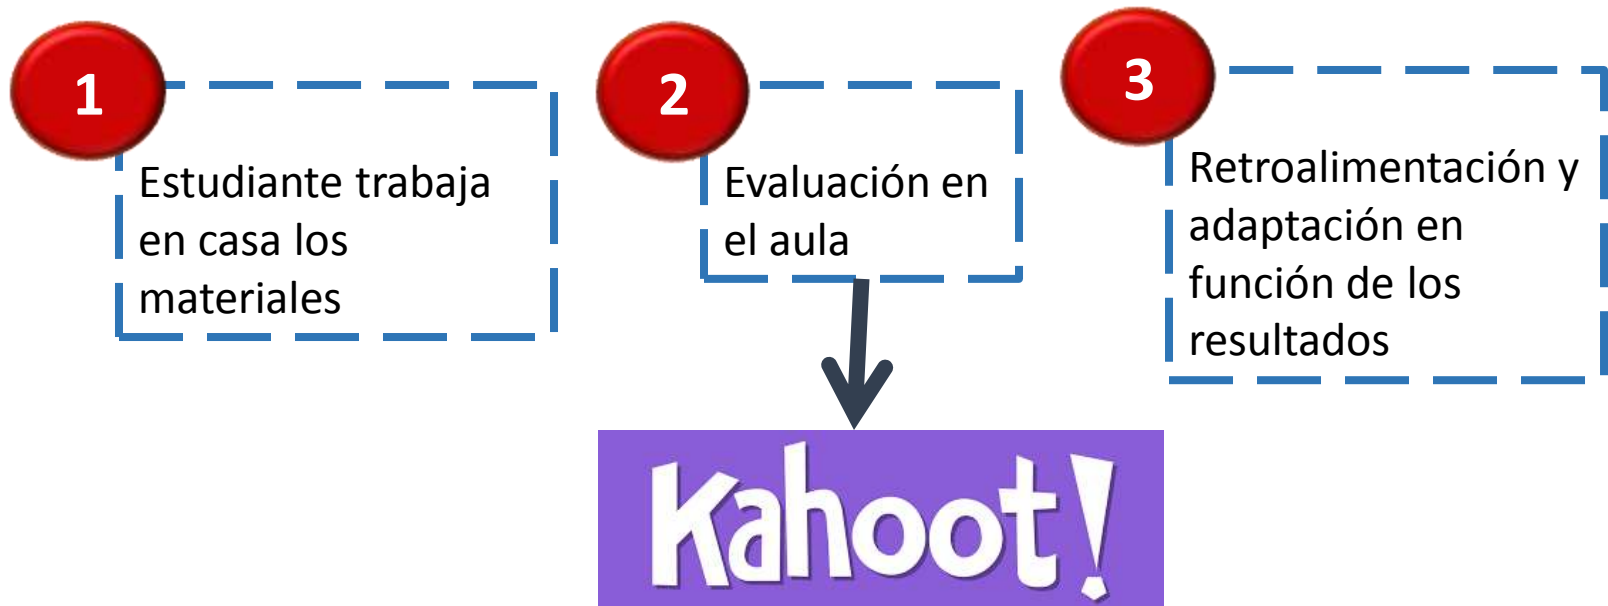 1
Estudiante trabaja
en casa los
materiales
2
Evaluación en
el aula
3
Retroalimentación y
adaptación en
función de los
resultados
Kahoot!